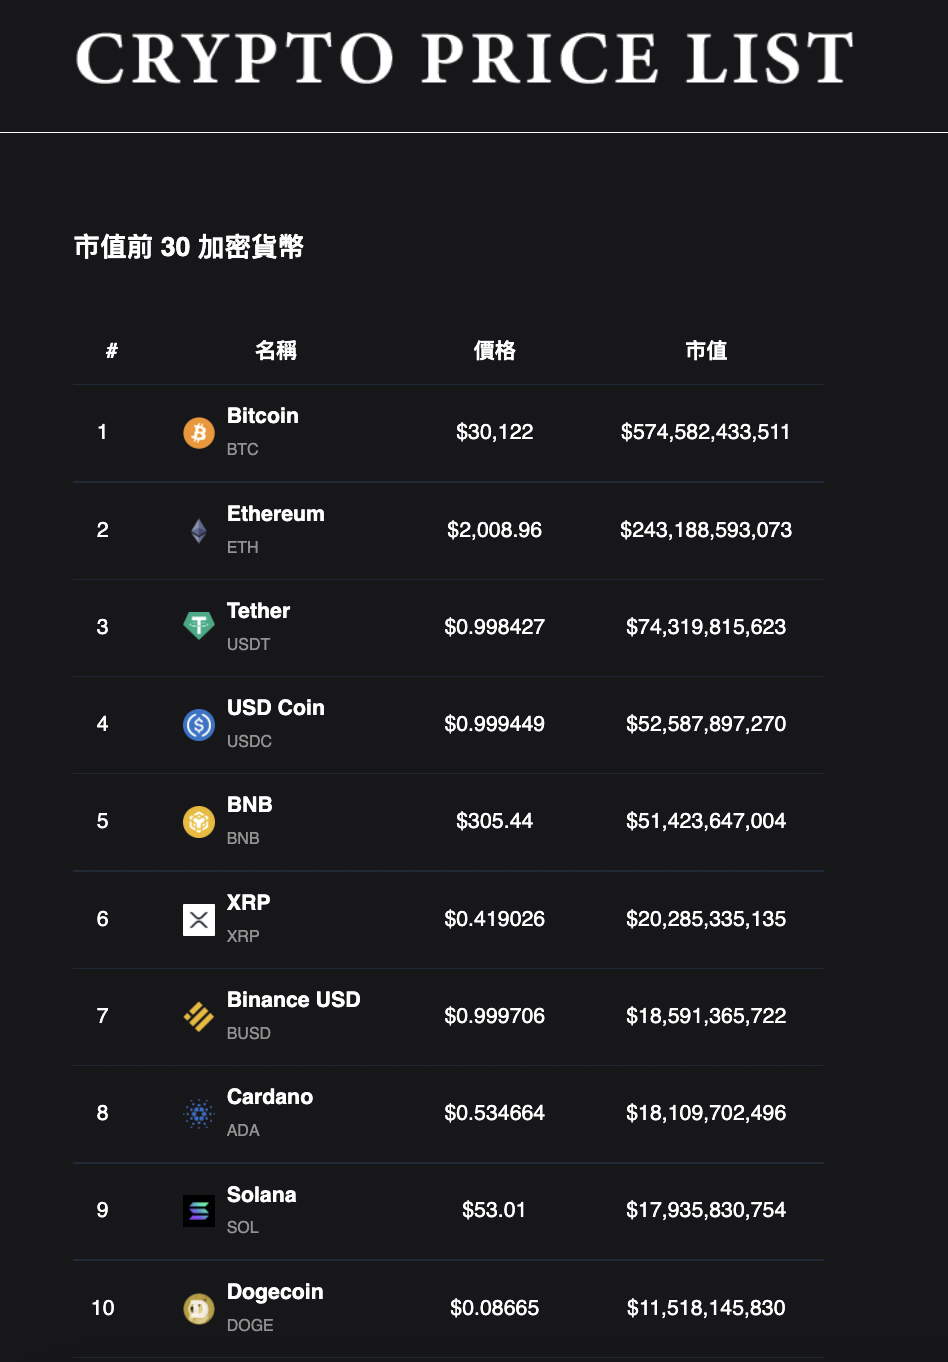 CRYPTO PRICE LIST
市值前 30 加密貨幣
# 名稱 價格 市值
1 Bitcoin $30,122 $574,582,433,511
BTC
2 Ethereum $2,008.96 $243,188,593,073
ETH
3 Tether $0.998427 $74,319,815,623
USDT
4 USD Coin $0.999449 $52,587,897,270
USDC
5 BNB $305.44 $51,423,647,004
BNB
6 XRP $0.419026 $20,285,335,135
XRP
7 Binance USD $0.999706 $18,591,365,722
BUSD
8 Cardano $0.534664 $18,109,702,496
ADA
9 Solana $53.01 $17,935,830,754
SOL
10 Dogecoin $0.08665 $11,518,145,830
DOGE